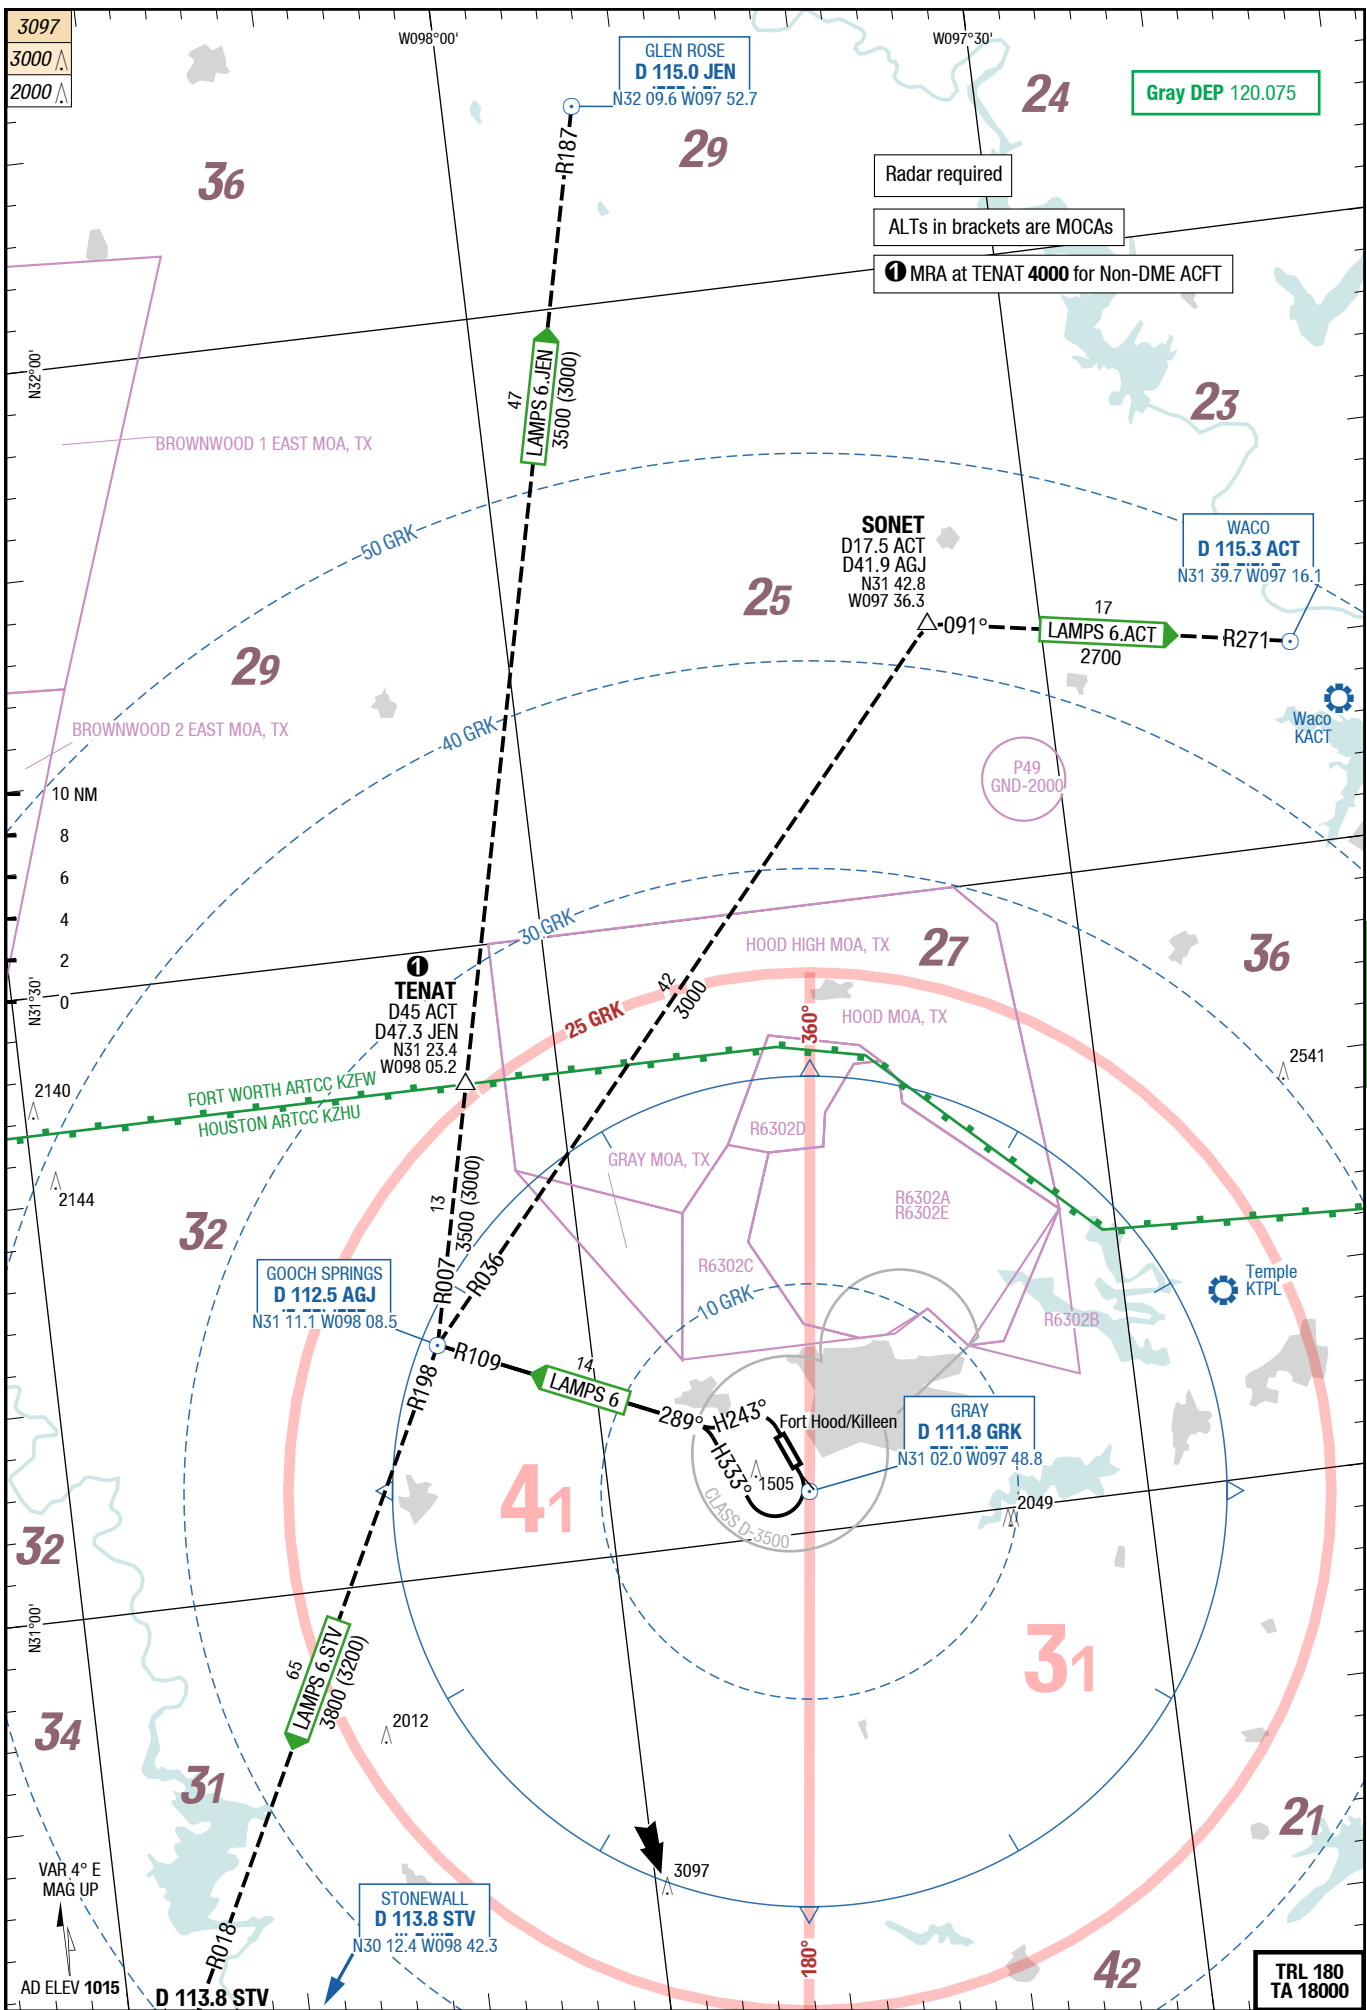 3097
3000
2000
W098°00'
W097°30'
GLEN ROSE
D 115.0 JEN
N32 09.6 W097 52.7
24
Gray DEP 120.075
36
29
R187
Radar required
ALTs in brackets are MOCAs
❶ MRA at TENAT 4000 for Non-DME ACFT
N32°00'
47
LAMPS 6.JEN
3500 (3000)
23
BROWNWOOD 1 EAST MOA, TX
50 GRK
SONET
D17.5 ACT
D41.9 AGJ
N31 42.8
W097 36.3
WACO
D 115.3 ACT
N31 39.7 W097 16.1
25
091°
17
LAMPS 6.ACT
2700
R271
29
BROWNWOOD 2 EAST MOA, TX
40 GRK
Waco
KACT
P49
GND-2000
10 NM
8
6
4
2
0
N31°30'
30 GRK
HOOD HIGH MOA, TX
27
36
❶
TENAT
D45 ACT
D47.3 JEN
N31 23.4
W098 05.2
42
3000
25 GRK
360°
HOOD MOA, TX
2541
2140
FORT WORTH ARTCC KZFW
HOUSTON ARTCC KZHU
R6302D
GRAY MOA, TX
2144
32
13
3500 (3000)
R6302A
R6302E
R6302C
R007
R036
GOOCH SPRINGS
D 112.5 AGJ
N31 11.1 W098 08.5
10 GRK
Temple
KTPL
R6302B
R109
14
LAMPS 6
289°
H243°
H333°
R198
Fort Hood/Killeen
GRAY
D 111.8 GRK
N31 02.0 W097 48.8
1505
CLASS D-3500
41
2049
32
N31°00'
65
LAMPS 6.STV
3800 (3200)
31
34
2012
31
21
3097
VAR 4° E
MAG UP
STONEWALL
D 113.8 STV
N30 12.4 W098 42.3
R018
180°
42
AD ELEV 1015
D 113.8 STV
TRL 180
TA 18000